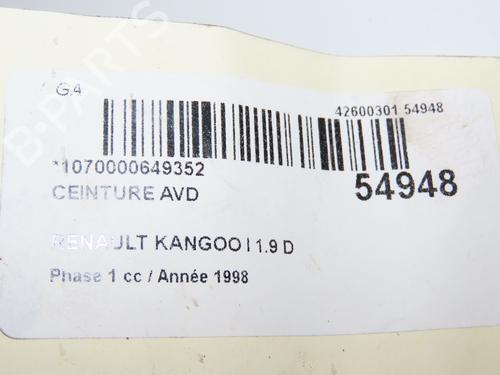 G,4
42600301 54948
*1070000649352
54948
CEINTURE AVD
RENAULT KANGOO I 1.9 D
Phase 1 cc / Année 1998
B-PARTS